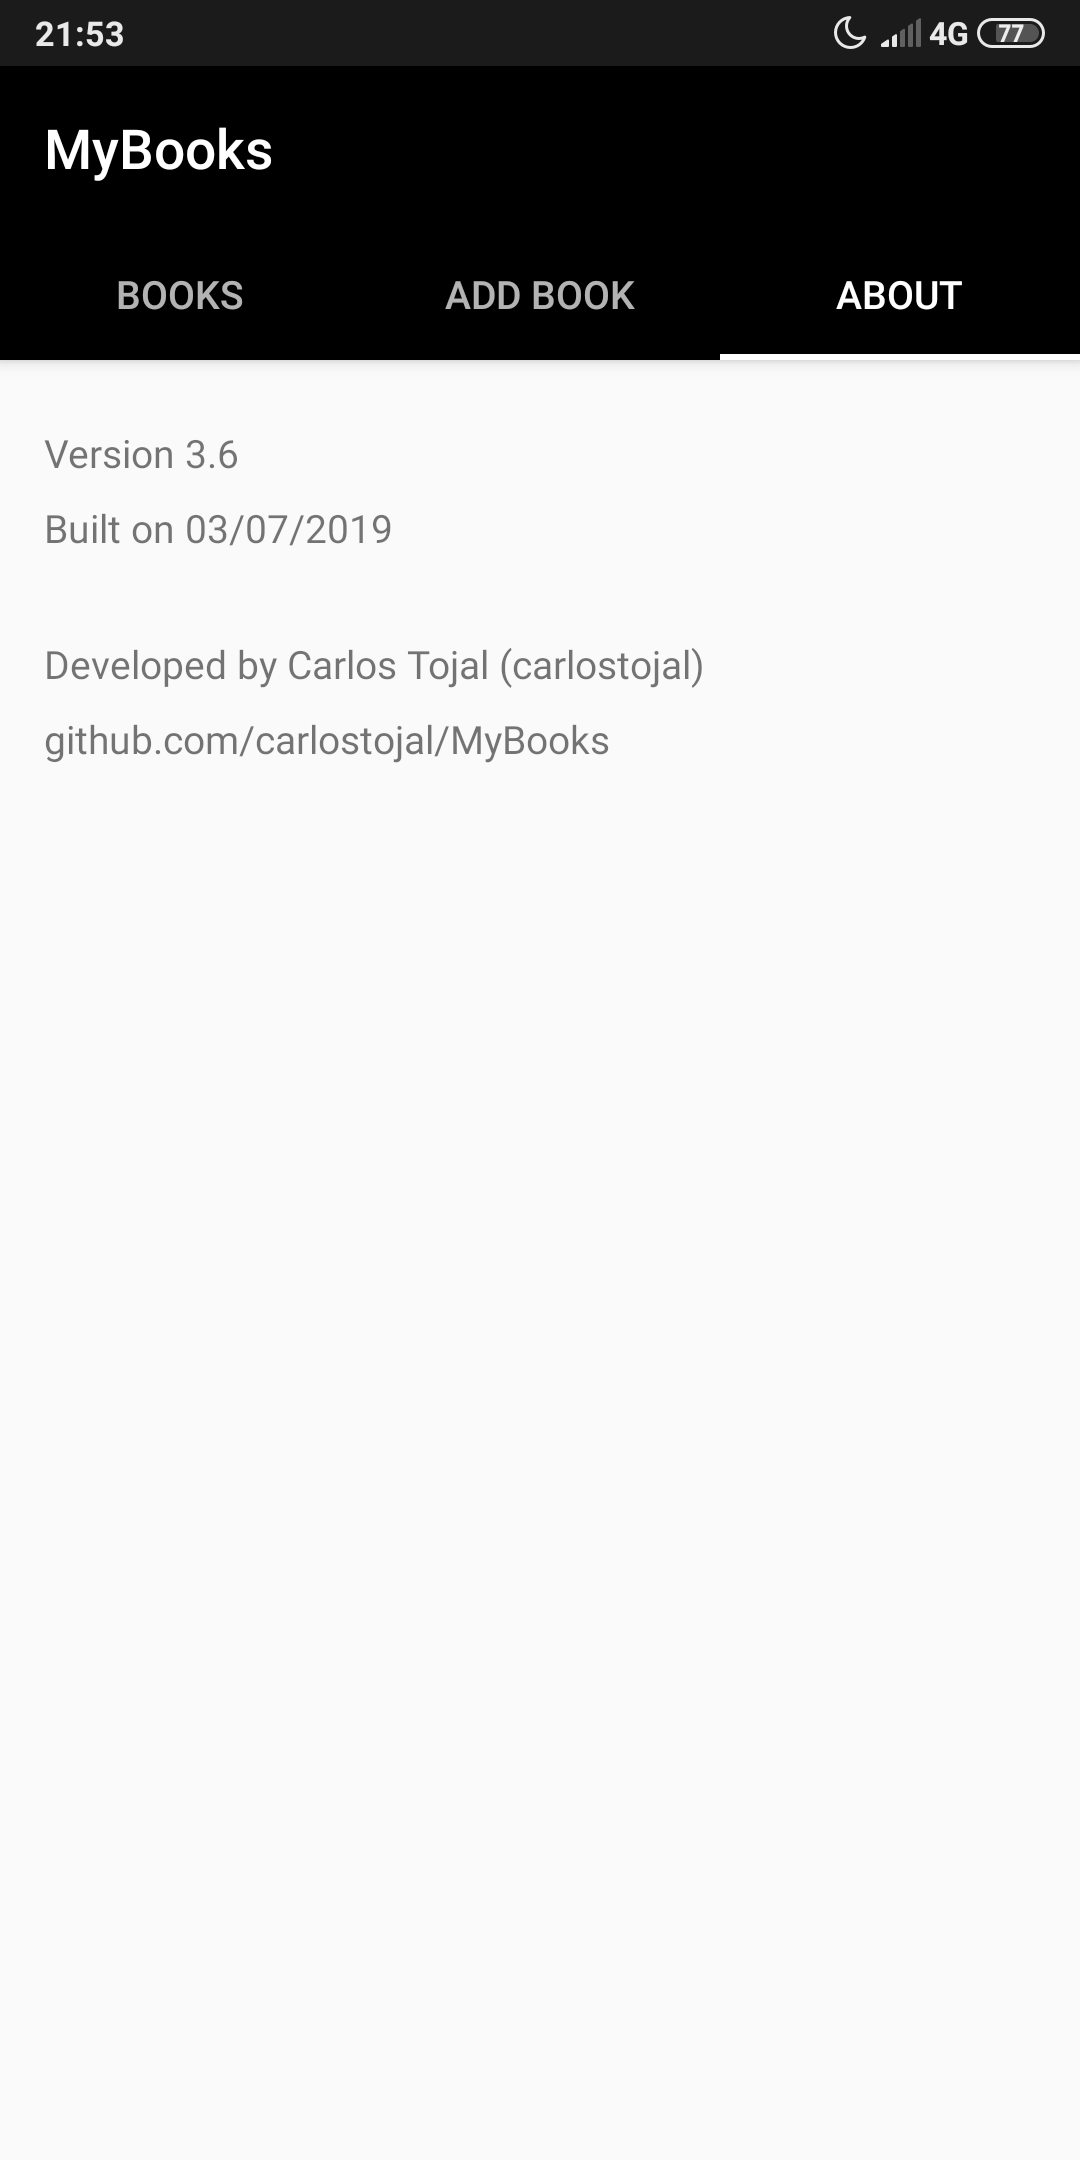 21:53 4G 77
MyBooks
BOOKS ADD BOOK ABOUT
Version 3.6
Built on 03/07/2019
Developed by Carlos Tojal (carlostojal)
github.com/carlostojal/MyBooks